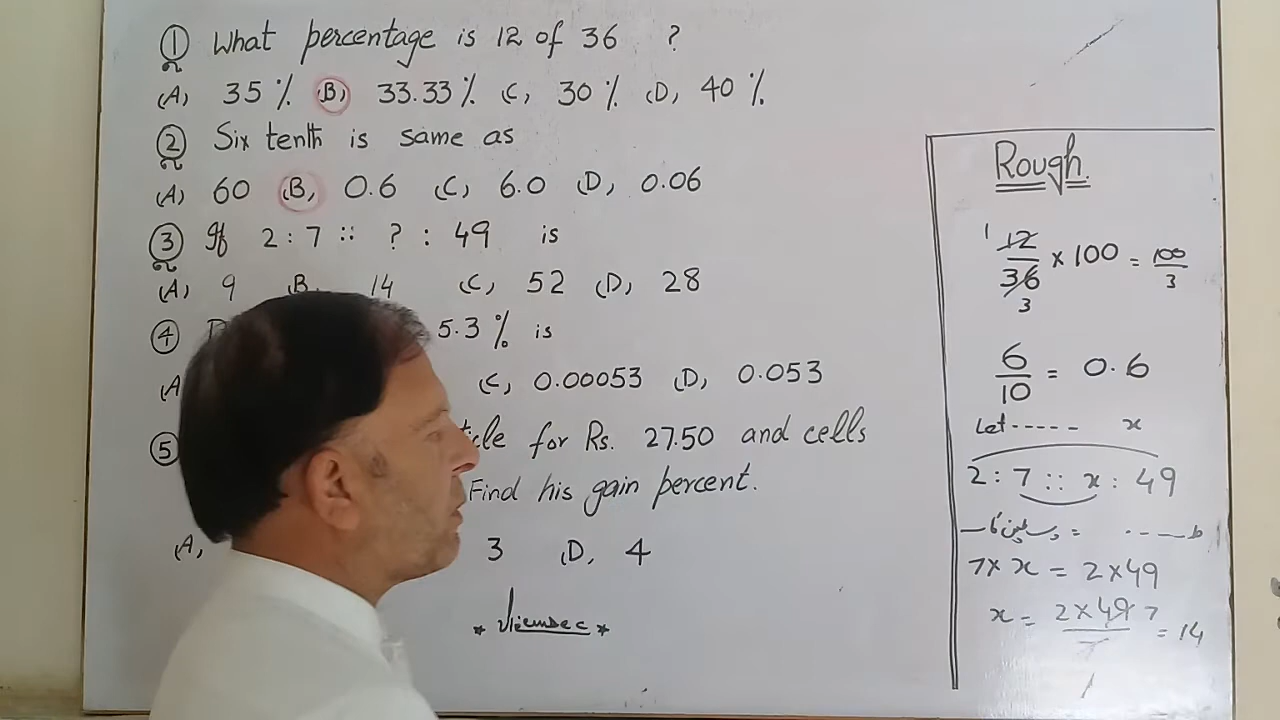 ① What percentage is 12 of 36 ?
(A) 35 % (B) 33.33 % (C, 30 % (D, 40 %
② Six tenth is same as
(A) 60 (B, 0.6 (C, 6.0 (D, 0.06
③ If 2 : 7 :: ? : 49 is
(A) 9 (B, 14 (C, 52 (D, 28
④ 5.3 % is
(C, 0.00053 (D, 0.053
⑤ for Rs. 27.50 and cells
Find his gain percent.
(A, 3 (D, 4
Rough.
12/36 × 100 = 100/3
1 3
6/10 = 0.6
Let ----- x
2 : 7 :: x : 49
7 × x = 2 × 49
x = 2 × 49 7 / 7 = 14